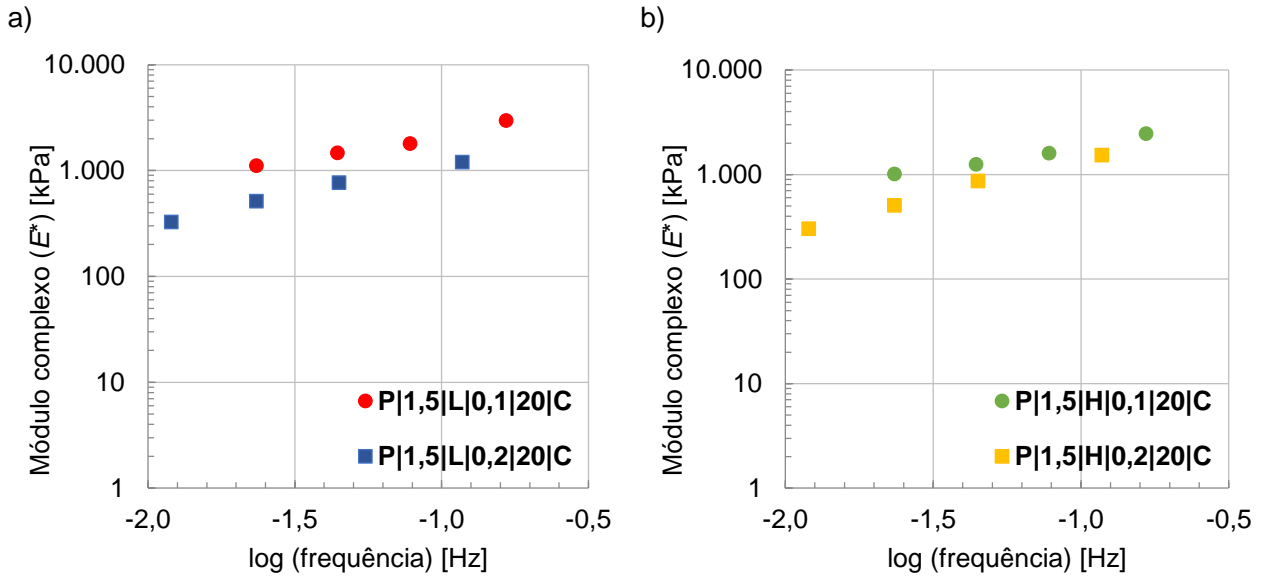 a)
Módulo complexo (E*) [kPa]
10.000
1.000
100
10
1
-2,0 -1,5 -1,0 -0,5
log (frequência) [Hz]
P|1,5|L|0,1|20|C
P|1,5|L|0,2|20|C
b)
Módulo complexo (E*) [kPa]
10.000
1.000
100
10
1
-2,0 -1,5 -1,0 -0,5
log (frequência) [Hz]
P|1,5|H|0,1|20|C
P|1,5|H|0,2|20|C